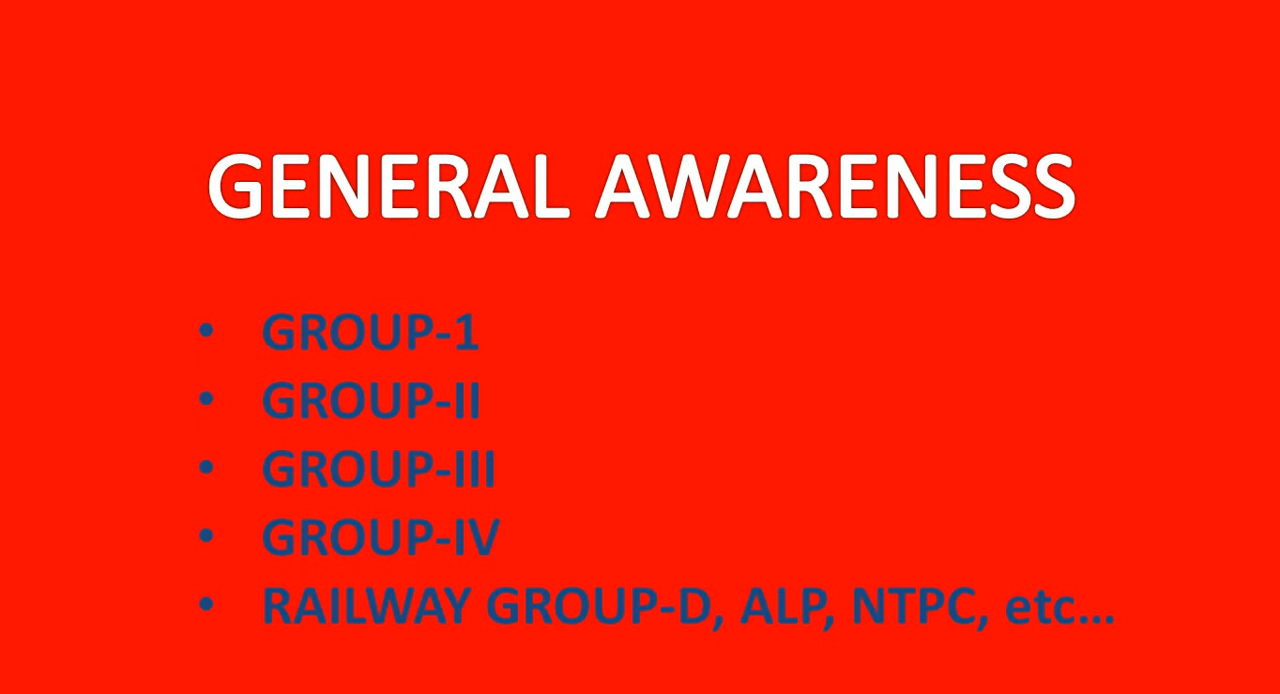 GENERAL AWARENESS
• GROUP-1
• GROUP-II
• GROUP-III
• GROUP-IV
• RAILWAY GROUP-D, ALP, NTPC, etc...